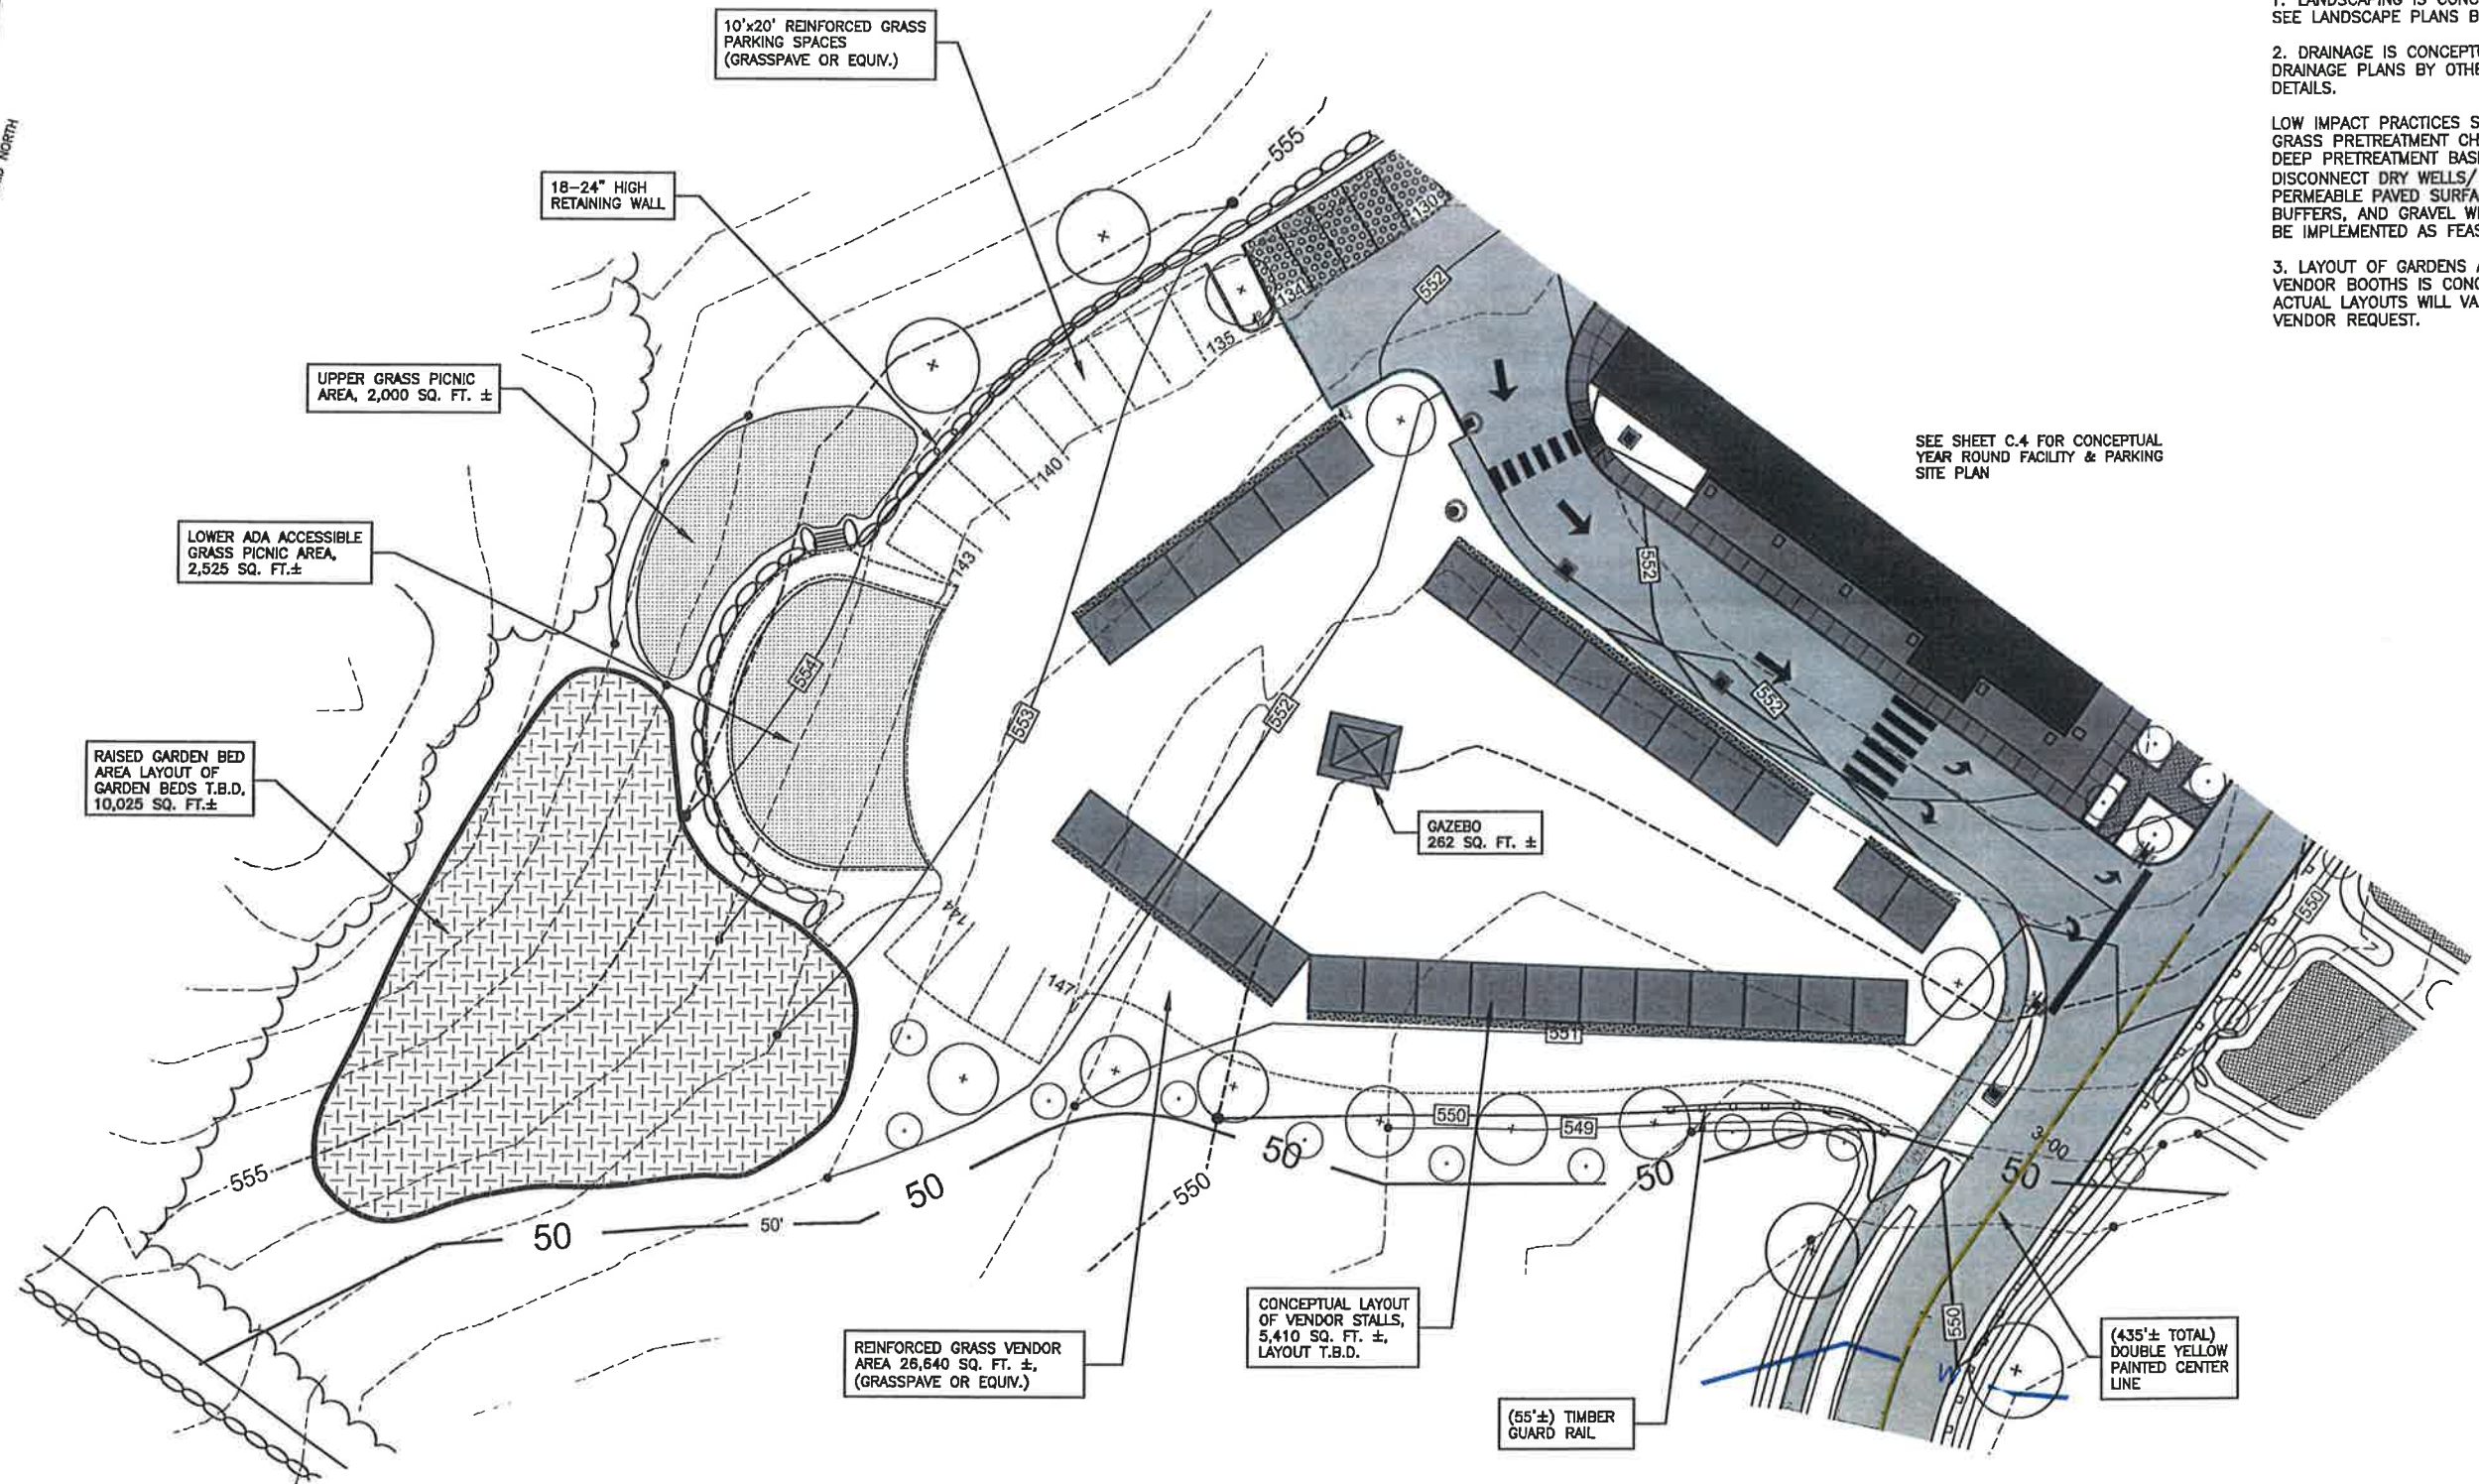 NORTH
10'x20' REINFORCED GRASS
PARKING SPACES
(GRASSPAVE OR EQUIV.)
18-24" HIGH
RETAINING WALL
UPPER GRASS PICNIC
AREA, 2,000 SQ. FT. ±
LOWER ADA ACCESSIBLE
GRASS PICNIC AREA,
2,525 SQ. FT.±
RAISED GARDEN BED
AREA LAYOUT OF
GARDEN BEDS T.B.D.
10,025 SQ. FT.±
1. LANDSCAPING IS
SEE LANDSCAPE PLANS
2. DRAINAGE IS
DRAINAGE PLANS BY
DETAILS.
LOW IMPACT PRACTICES
GRASS PRETREATMENT
DEEP PRETREATMENT
DISCONNECT DRY WELLS/
PERMEABLE PAVED
BUFFERS, AND GRAVEL
BE IMPLEMENTED AS
3. LAYOUT OF GARDENS
VENDOR BOOTHS IS
ACTUAL LAYOUTS WILL
VENDOR REQUEST.
SEE SHEET C.4 FOR CONCEPTUAL
YEAR ROUND FACILITY & PARKING
SITE PLAN
GAZEBO
262 SQ. FT. ±
REINFORCED GRASS VENDOR
AREA 26,640 SQ. FT. ±,
(GRASSPAVE OR EQUIV.)
CONCEPTUAL LAYOUT
OF VENDOR STALLS,
5,410 SQ. FT. ±,
LAYOUT T.B.D.
(55'±) TIMBER
GUARD RAIL
(435'± TOTAL)
DOUBLE YELLOW
PAINTED CENTER
LINE
555
130
134
135
140
143
144
147
552
552
552
552
553
554
551
550
549
550
550
550
555
50
50'
50
50
50
50
3+00
W